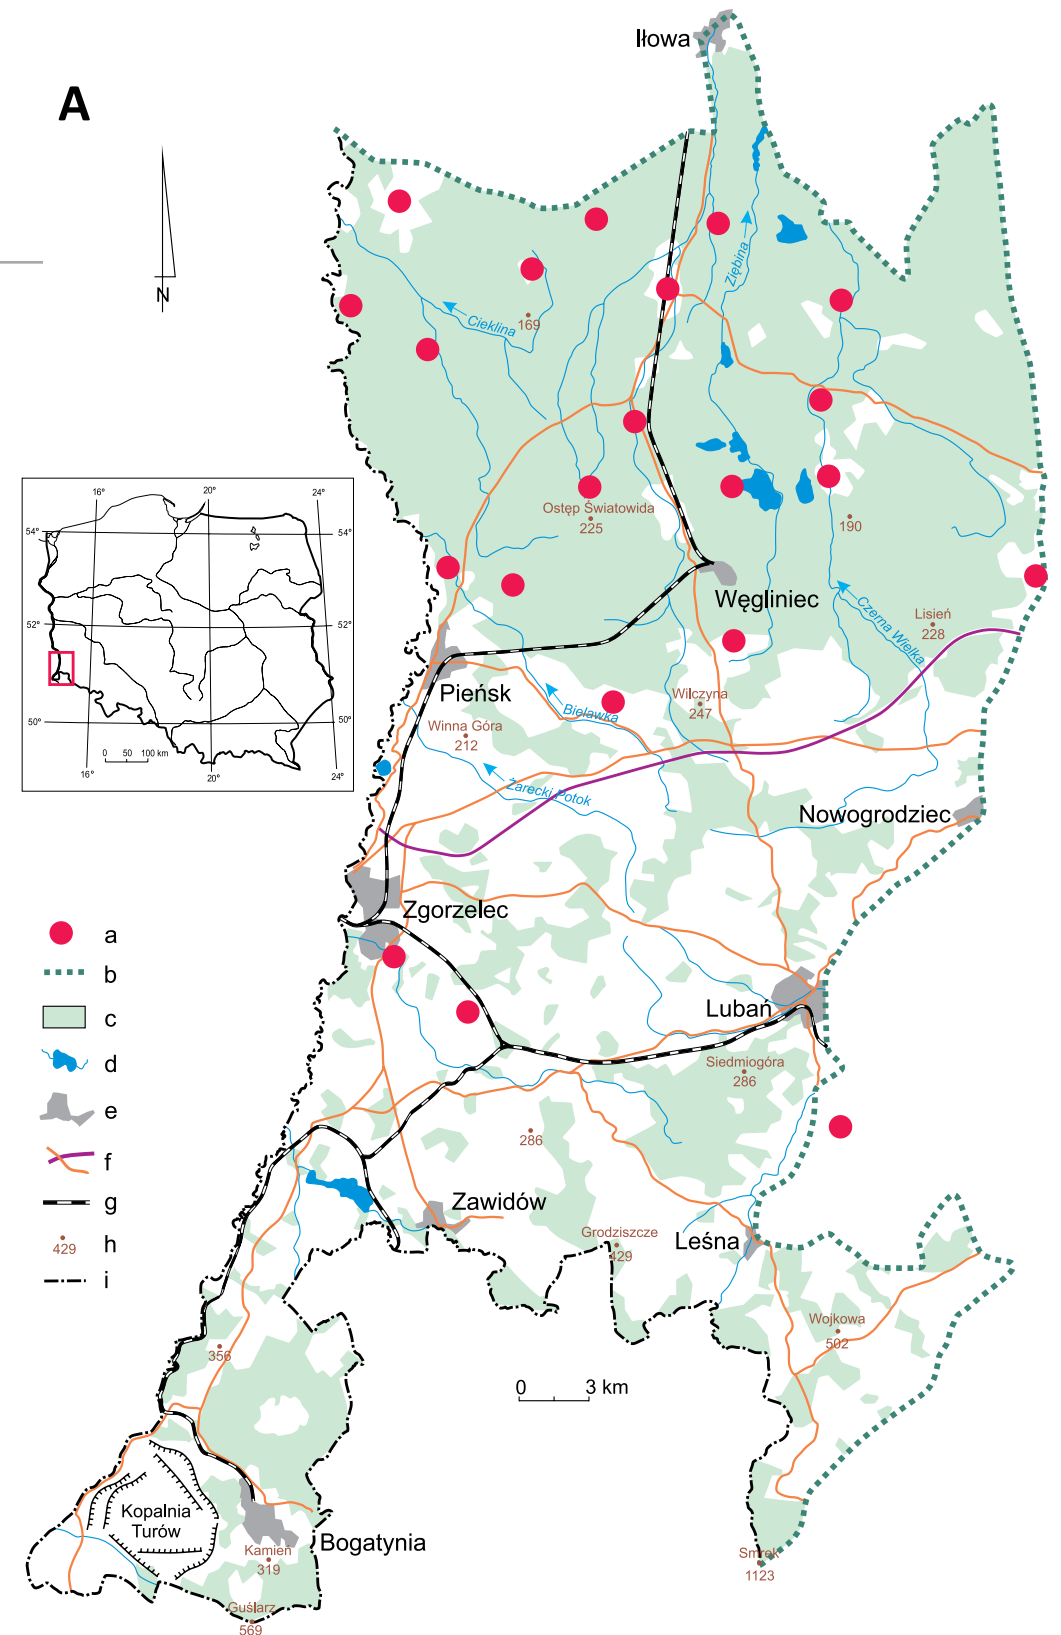 A
Iłowa
N
Ziębina
Cieklina
169
Ostęp Światowida
225
190
16°
20°
24°
54°
54°
52°
52°
50°
50°
0 50 100 km
16°
20°
24°
Węgliniec
Czerna Wielka
Lisień
228
Pieńsk
Bielawka
Wilczyna
247
Winna Góra
212
Żarecki Potok
Nowogrodziec
Zgorzelec
a
b
c
d
e
f
g
429
h
i
Lubań
Siedmiogóra
286
286
Zawidów
Grodziszcze
429
Leśna
Wojkowa
502
356
0 3 km
Kopalnia
Turów
Bogatynia
Kamień
319
Smrek
1123
Guślarz
569